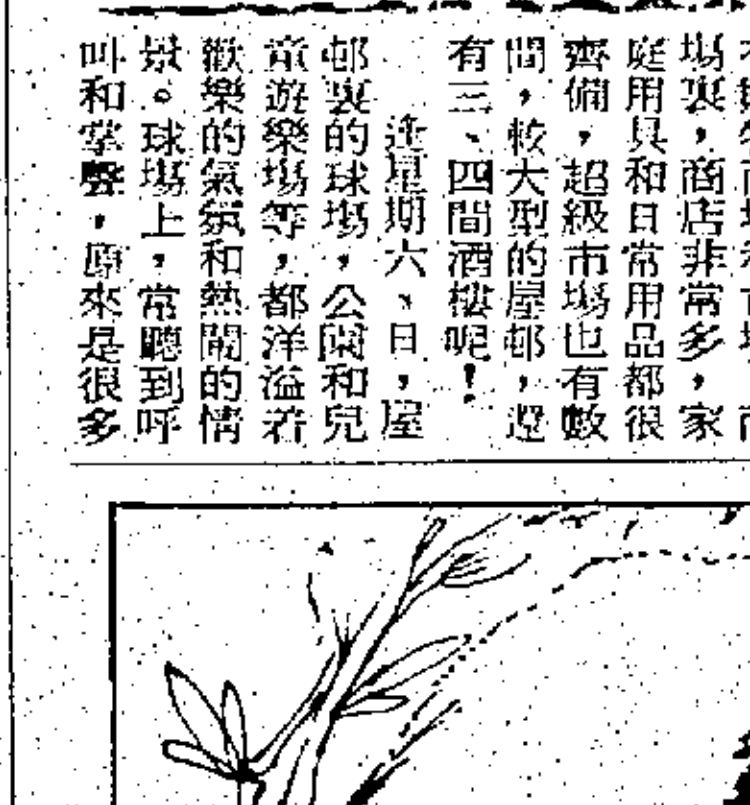 場裏，商店非常多，家
庭用具和日常用品都很
齊備，超級市場也有數
間，較大型的屋邨，還
有三、四間酒樓呢！
逢星期六、日，屋
邨裏的球場，公園和兒
童遊樂場等，都洋溢着
歡樂的氣氛和熱鬧的情
景。球場上，常聽到呼
叫和掌聲，原來是很多